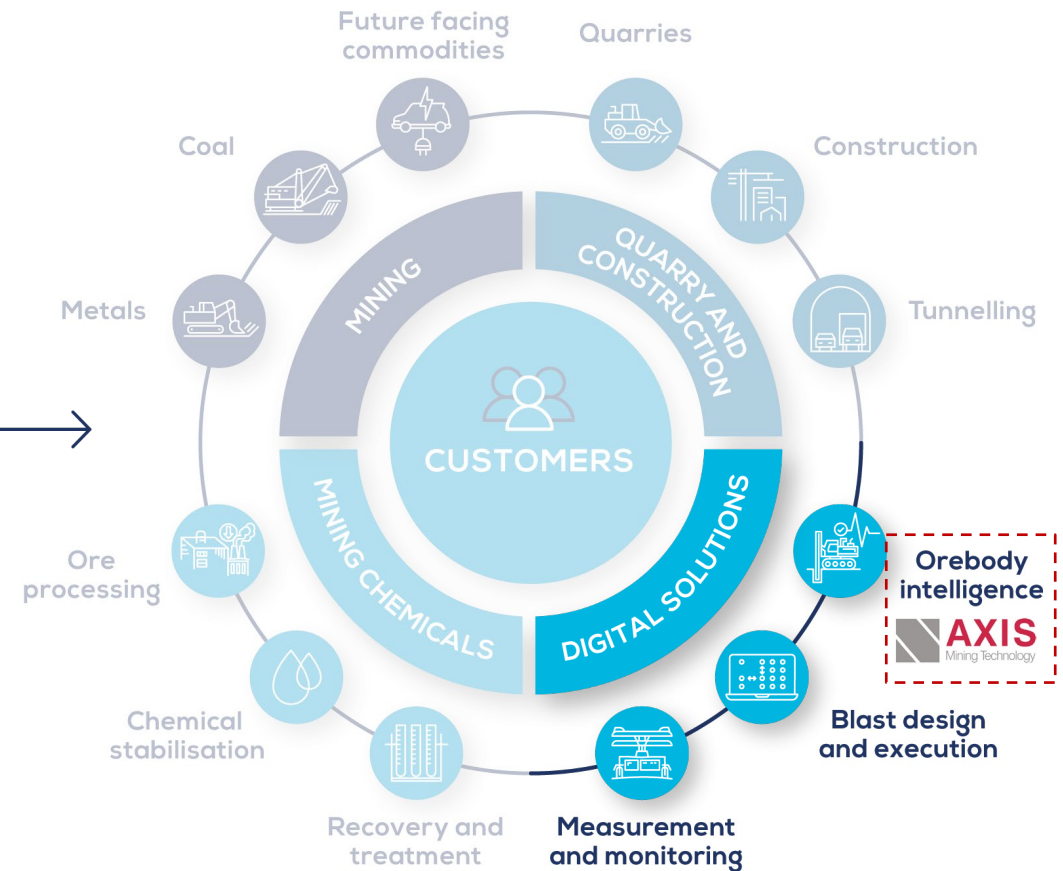 Future facing
commodities
Quarries
Coal
Construction
Metals
Tunnelling
MINING
QUARRY AND
CONSTRUCTION
CUSTOMERS
MINING CHEMICALS
DIGITAL SOLUTIONS
Ore
processing
Orebody
intelligence
AXIS
Mining Technology
Chemical
stabilisation
Blast design
and execution
Recovery and
treatment
Measurement
and monitoring